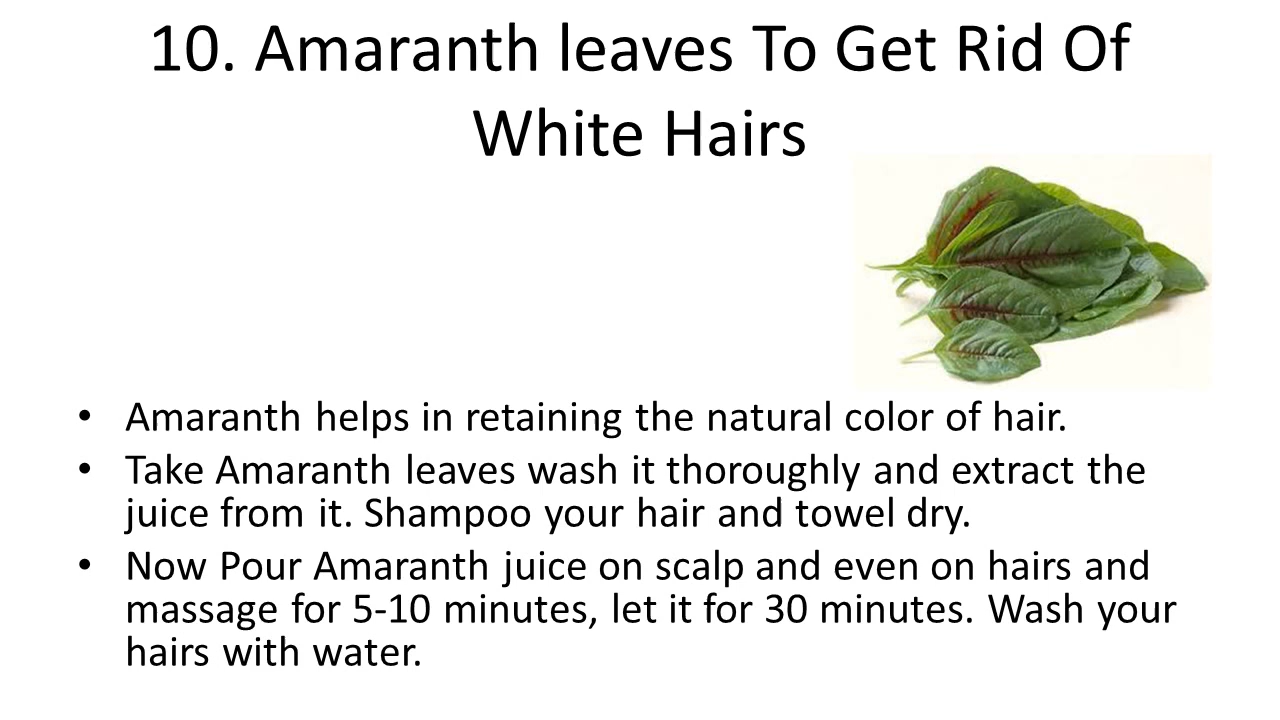 10. Amaranth leaves To Get Rid Of
White Hairs
• Amaranth helps in retaining the natural color of hair.
• Take Amaranth leaves wash it thoroughly and extract the
juice from it. Shampoo your hair and towel dry.
• Now Pour Amaranth juice on scalp and even on hairs and
massage for 5-10 minutes, let it for 30 minutes. Wash your
hairs with water.